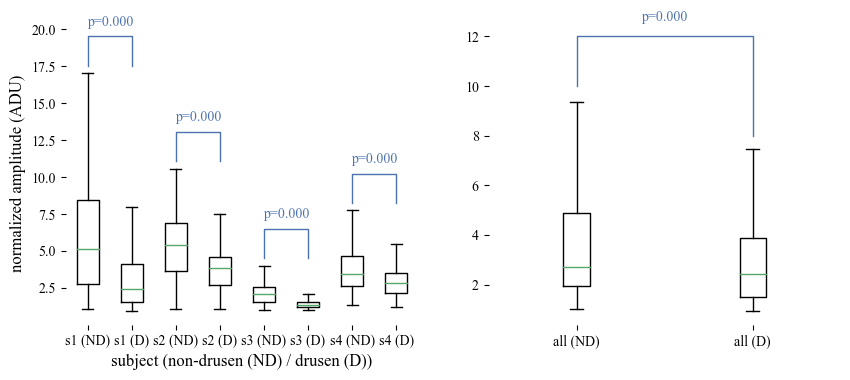 p=0.000
p=0.000
p=0.000
p=0.000
20.0
17.5
15.0
12.5
10.0
7.5
5.0
2.5
normalized amplitude (ADU)
s1 (ND) s1 (D) s2 (ND) s2 (D) s3 (ND) s3 (D) s4 (ND) s4 (D)
subject (non-drusen (ND) / drusen (D))
p=0.000
12
10
8
6
4
2
all (ND) all (D)